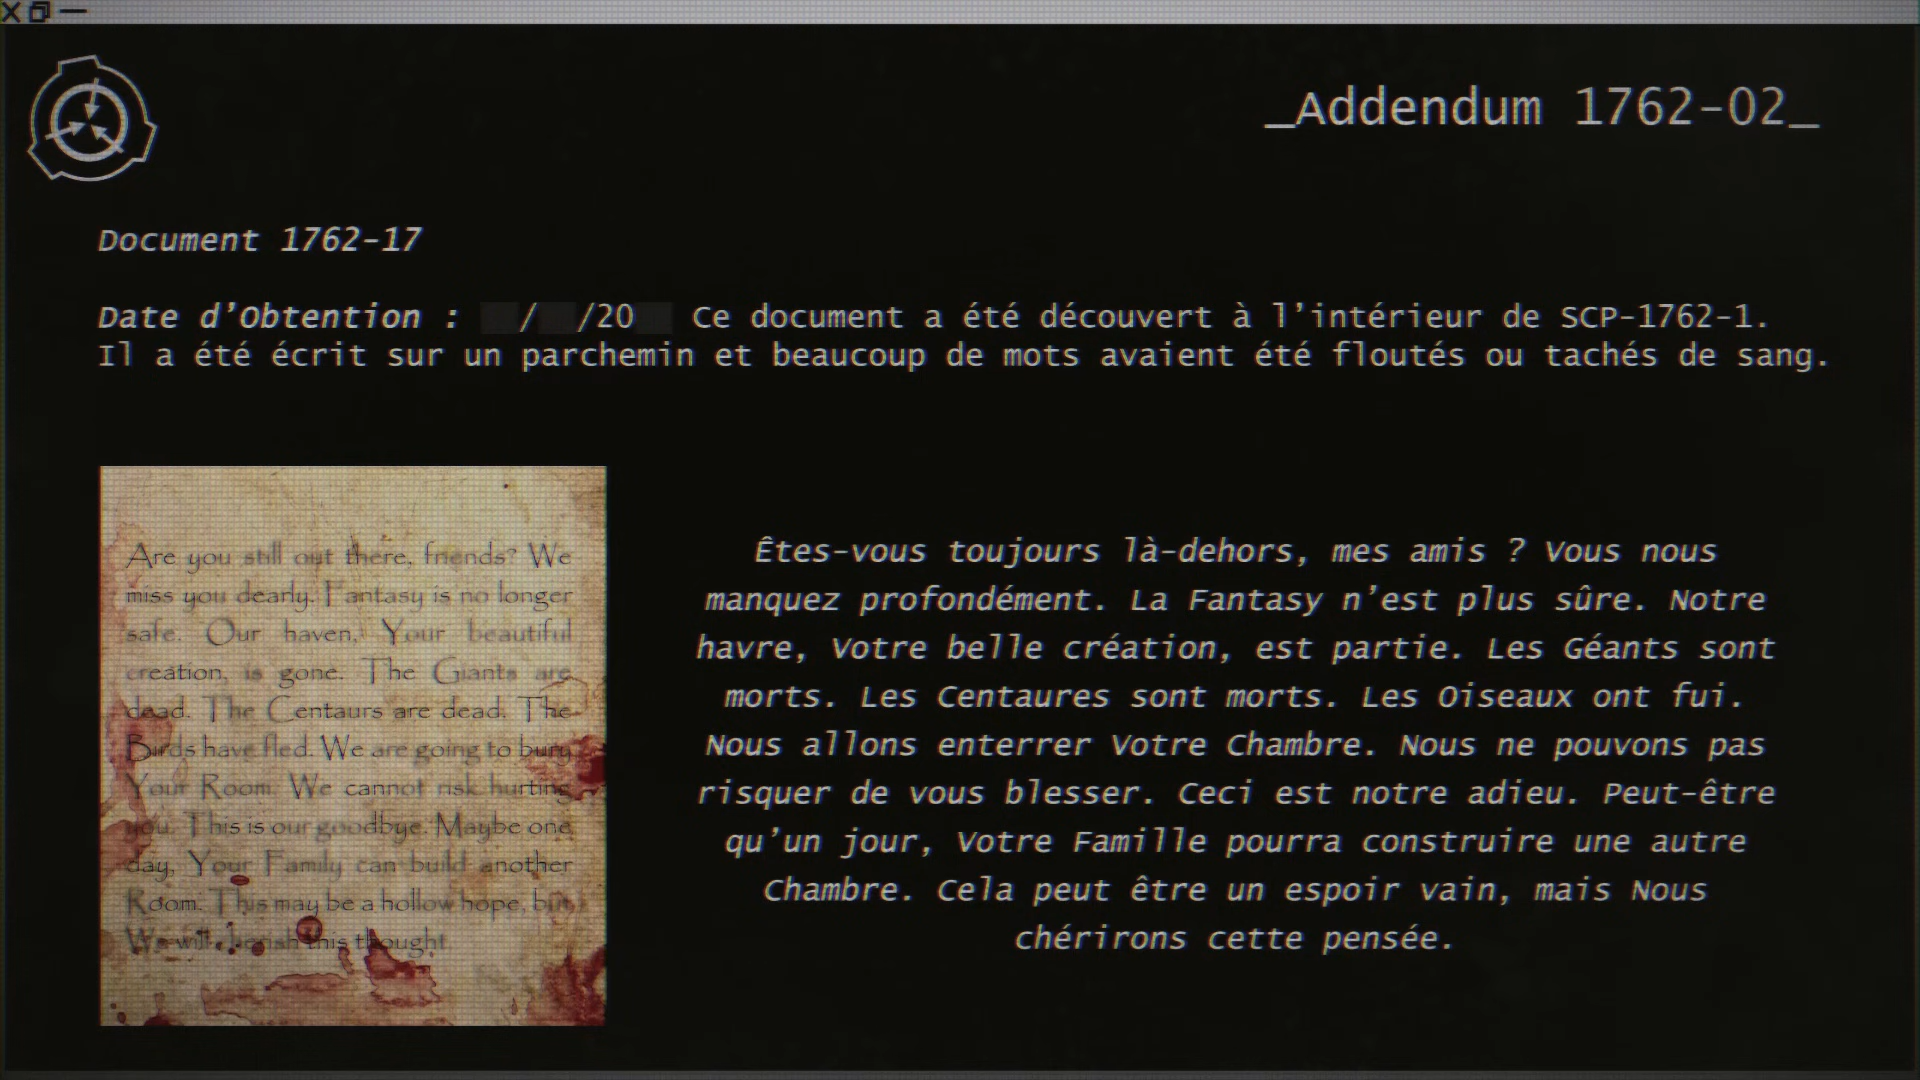 _Addendum 1762-02_
Document 1762-17
Date d'Obtention : / /20 Ce document a été découvert à l'intérieur de SCP-1762-1.
Il a été écrit sur un parchemin et beaucoup de mots avaient été floutés ou tachés de sang.
Are you still out there, friends? We
miss you dearly. Fantasy is no longer
safe. Our haven, Your beautiful
creation, is gone. The Giants are
dead. The Centaurs are dead. The
Birds have fled. We are going to bury
Your Room. We cannot risk hurting
you. This is our goodbye. Maybe one
day, Your Family can build another
Room. This may be a hollow hope, but
We will cherish this thought.
Êtes-vous toujours là-dehors, mes amis ? Vous nous
manquez profondément. La Fantasy n'est plus sûre. Notre
havre, Votre belle création, est partie. Les Géants sont
morts. Les Centaures sont morts. Les Oiseaux ont fui.
Nous allons enterrer Votre Chambre. Nous ne pouvons pas
risquer de vous blesser. Ceci est notre adieu. Peut-être
qu'un jour, Votre Famille pourra construire une autre
Chambre. Cela peut être un espoir vain, mais Nous
chérirons cette pensée.